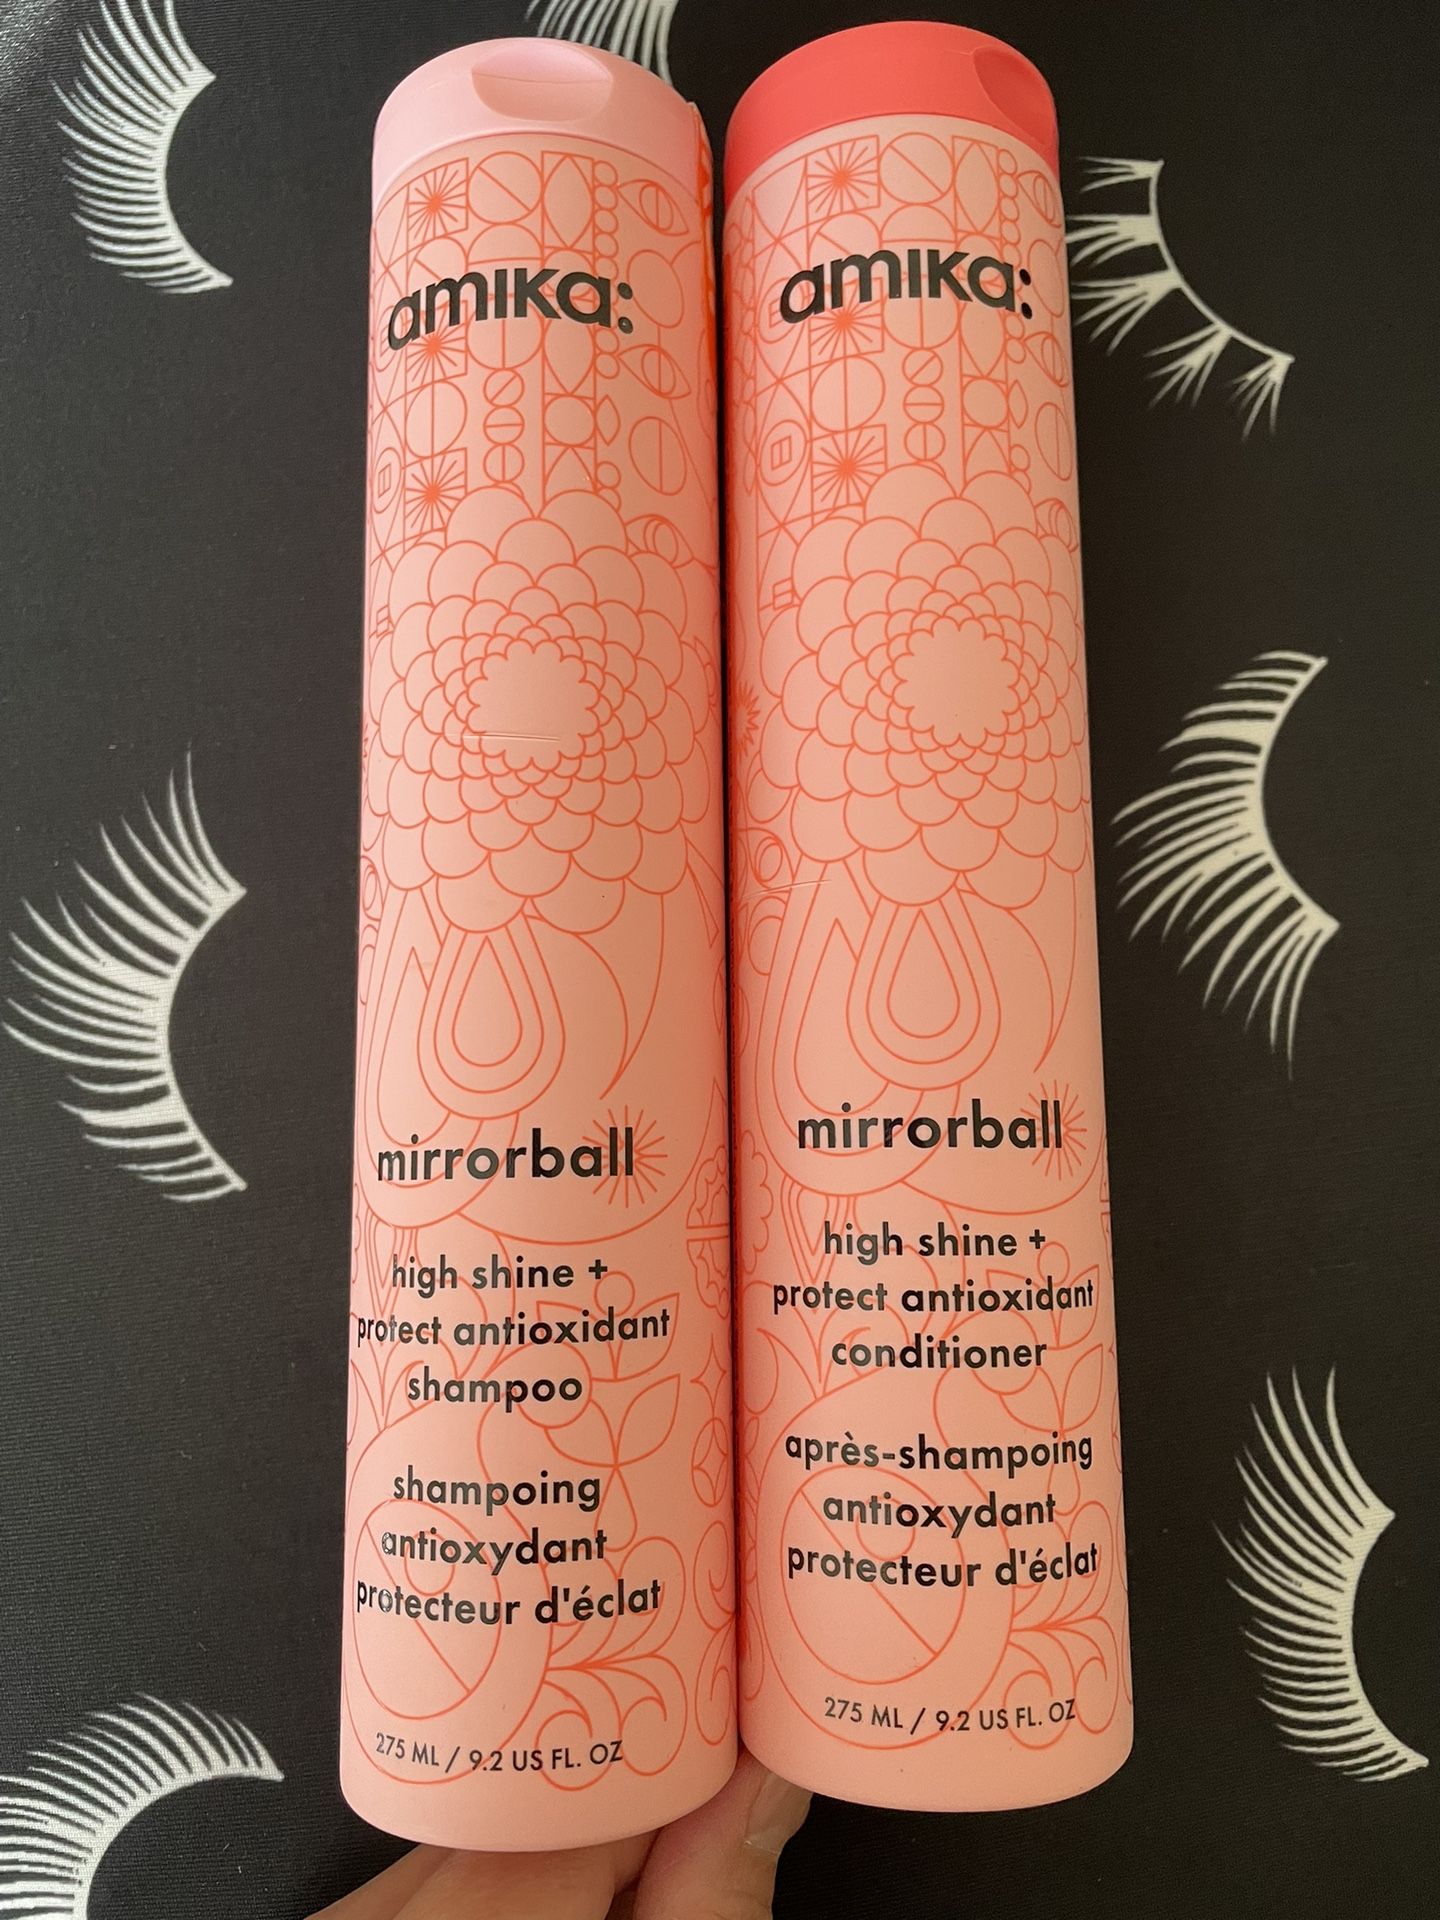 amika:
mirrorball
high shine +
protect antioxidant
shampoo
shampoing
antioxydant
protecteur d'éclat
275 ML / 9.2 US FL. OZ
amika:
mirrorball
high shine +
protect antioxidant
conditioner
après-shampoing
antioxydant
protecteur d'éclat
275 ML / 9.2 US FL. OZ